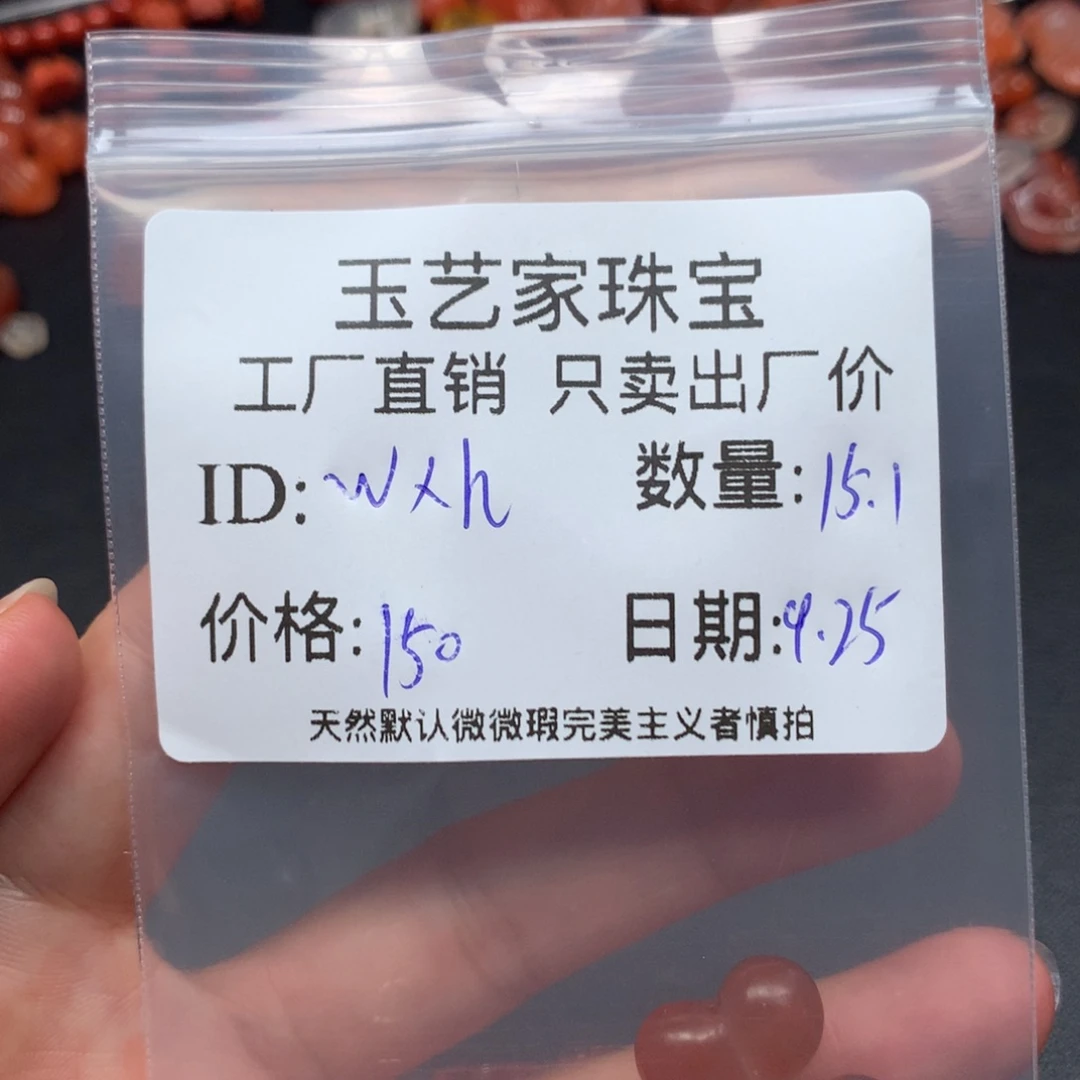 玉艺家珠宝
工厂直销 只卖出厂价
ID: wxh 数量: 15.1
价格: 150 日期: 9.25
天然默认微微瑕完美主义者慎拍